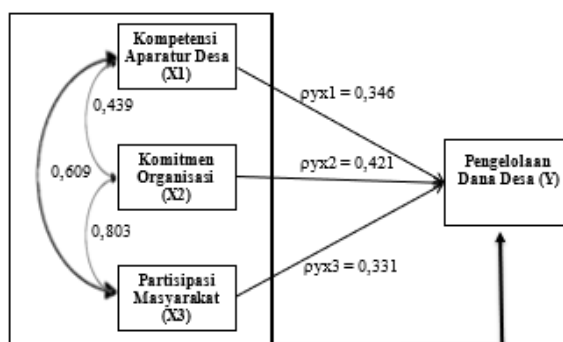 Kompetensi
Aparatur Desa
(X1)
0,439
ρyx1 = 0,346
Komitmen
Organisasi
(X2)
0,609
ρyx2 = 0,421
Pengelolaan
Dana Desa (Y)
0,803
ρyx3 = 0,331
Partisipasi
Masyarakat
(X3)